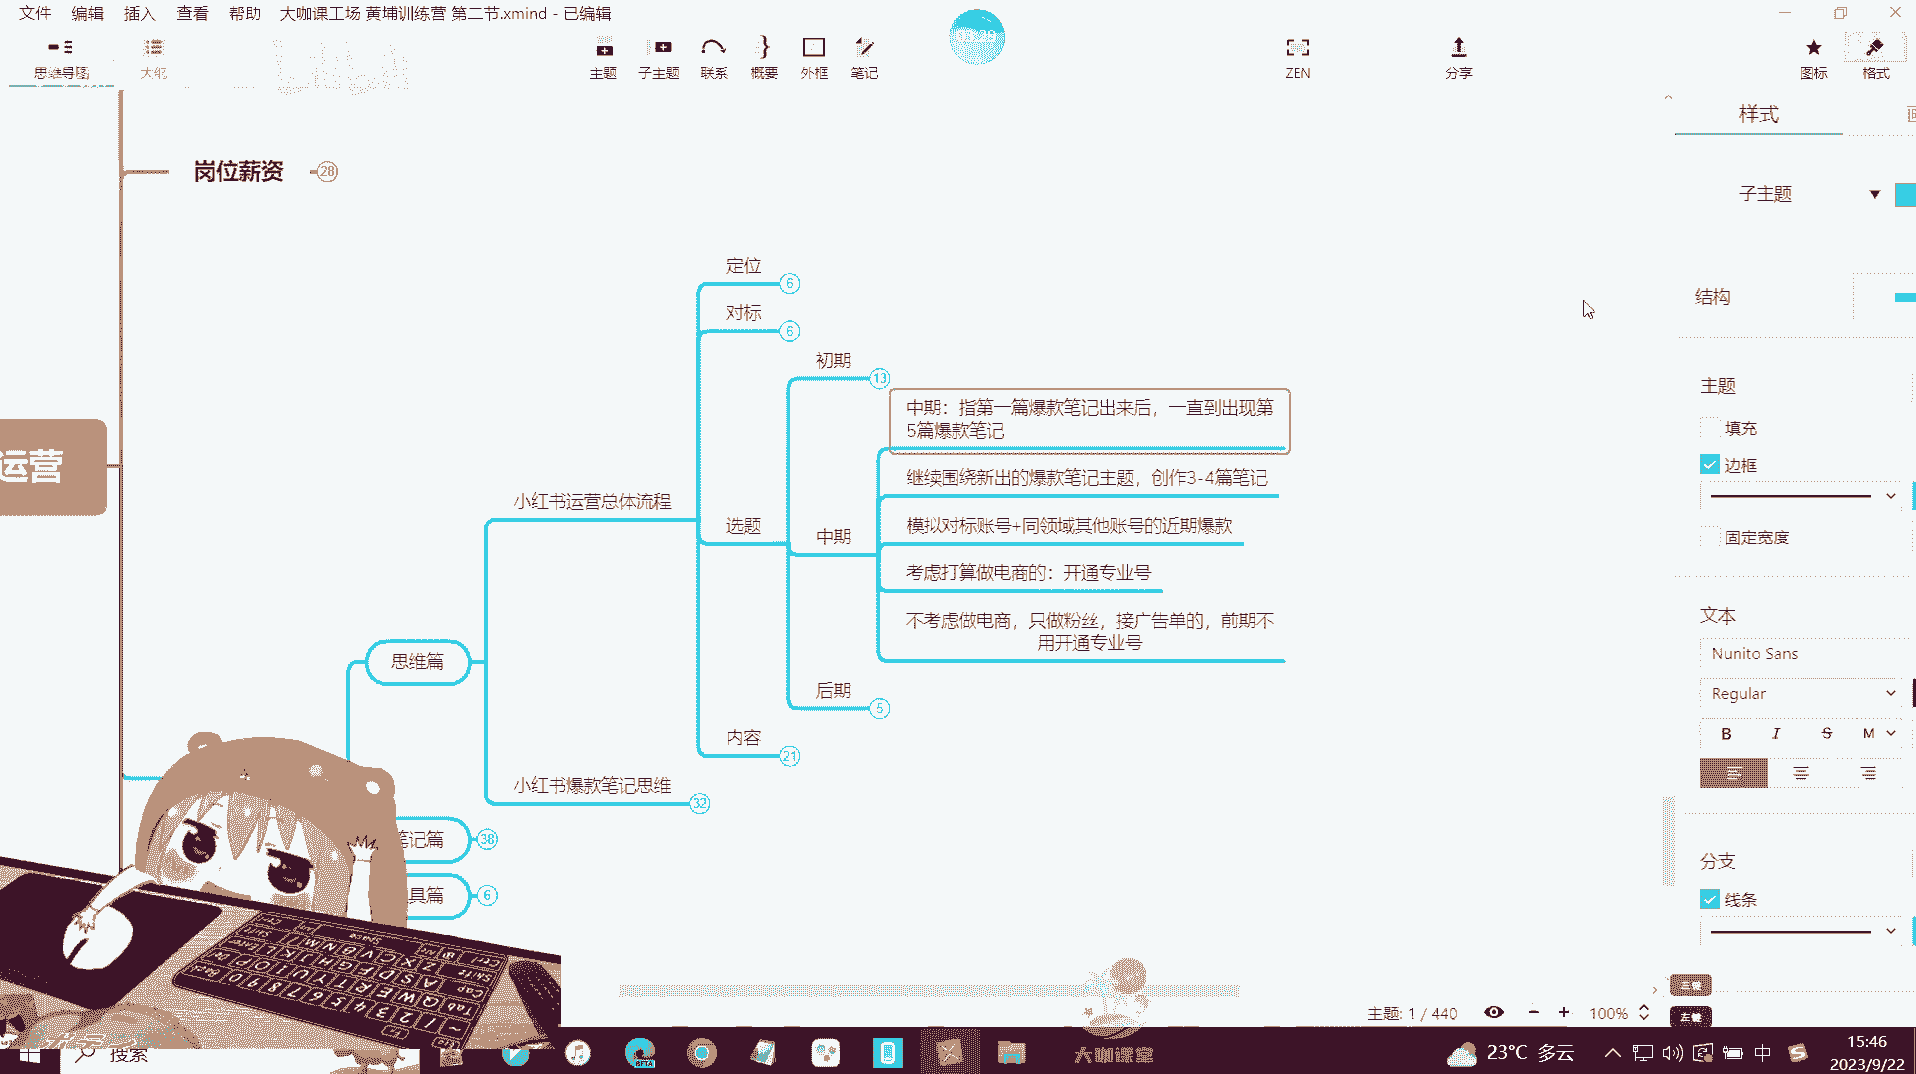 文件 编辑 插入 查看 帮助 大咖课工场 黄埔训练营 第二节.xmind - 已编辑
思维导图 大纲 主题 子主题 联系 概要 外框 笔记 ZEN 分享 图标 格式
样式
岗位薪资 28
子主题
定位 6
结构
对标 6
初期 13
主题
中期：指第一篇爆款笔记出来后，一直到出现第
5篇爆款笔记
填充
运营
边框
继续围绕新出的爆款笔记主题，创作3-4篇笔记
小红书运营总体流程
选题
模拟对标账号+同领域其他账号的近期爆款
中期
固定宽度
考虑打算做电商的：开通专业号
不考虑做电商，只做粉丝，接广告单的，前期不
用开通专业号
文本
Nunito Sans
思维篇
后期 5
Regular
内容 21
B I S M
小红书爆款笔记思维 32
笔记篇 38
分支
具篇 6
线条
主题: 1 / 440 100%
左键
搜索
大咖课堂
23°C 多云
中
15:46
2023/9/22